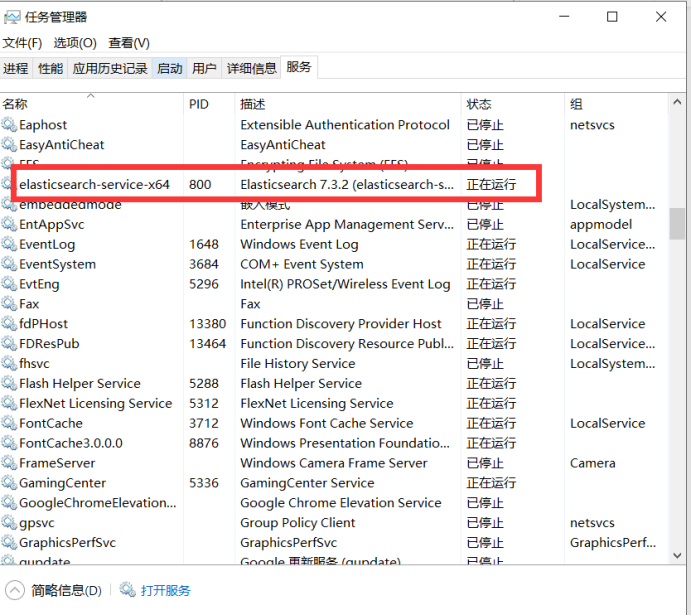 任务管理器
文件(F) 选项(O) 查看(V)
进程 性能 应用历史记录 启动 用户 详细信息 服务
名称 PID 描述 状态 组
Eaphost Extensible Authentication Protocol 已停止 netsvcs
EasyAntiCheat EasyAntiCheat 已停止
EFS Encrypting File System (EFS) 已停止
elasticsearch-service-x64 800 Elasticsearch 7.3.2 (elasticsearch-s... 正在运行
embeddedmode 嵌入模式 已停止 LocalSystem...
EntAppSvc Enterprise App Management Serv... 已停止 appmodel
EventLog 1648 Windows Event Log 正在运行 LocalService...
EventSystem 3684 COM+ Event System 正在运行 LocalService
EvtEng 5296 Intel(R) PROSet/Wireless Event Log 正在运行
Fax Fax 已停止
fdPHost 13380 Function Discovery Provider Host 正在运行 LocalService
FDResPub 13464 Function Discovery Resource Publ... 正在运行 LocalService...
fhsvc File History Service 已停止 LocalSystem...
Flash Helper Service 5288 Flash Helper Service 正在运行
FlexNet Licensing Service 5312 FlexNet Licensing Service 正在运行
FontCache 3712 Windows Font Cache Service 正在运行 LocalService
FontCache3.0.0.0 8876 Windows Presentation Foundatio... 正在运行
FrameServer Windows Camera Frame Server 已停止 Camera
GamingCenter 5336 GamingCenter Service 正在运行
GoogleChromeElevation... Google Chrome Elevation Service 已停止
gpsvc Group Policy Client 已停止 netsvcs
GraphicsPerfSvc GraphicsPerfSvc 已停止 GraphicsPerf...
gupdate Google 更新服务 (gupdate) 已停止
简略信息(D) 打开服务